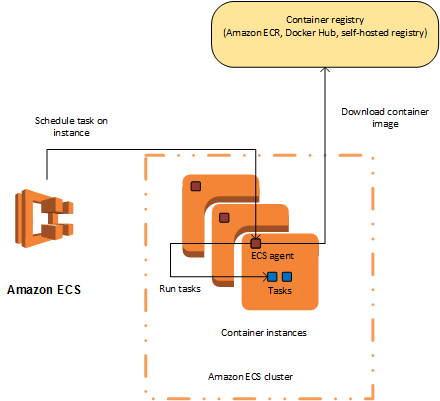 Container registry
(Amazon ECR, Docker Hub, self-hosted registry)
Download container
image
Schedule task on
instance
ECS agent
Amazon ECS
Run tasks
Tasks
Container instances
Amazon ECS cluster